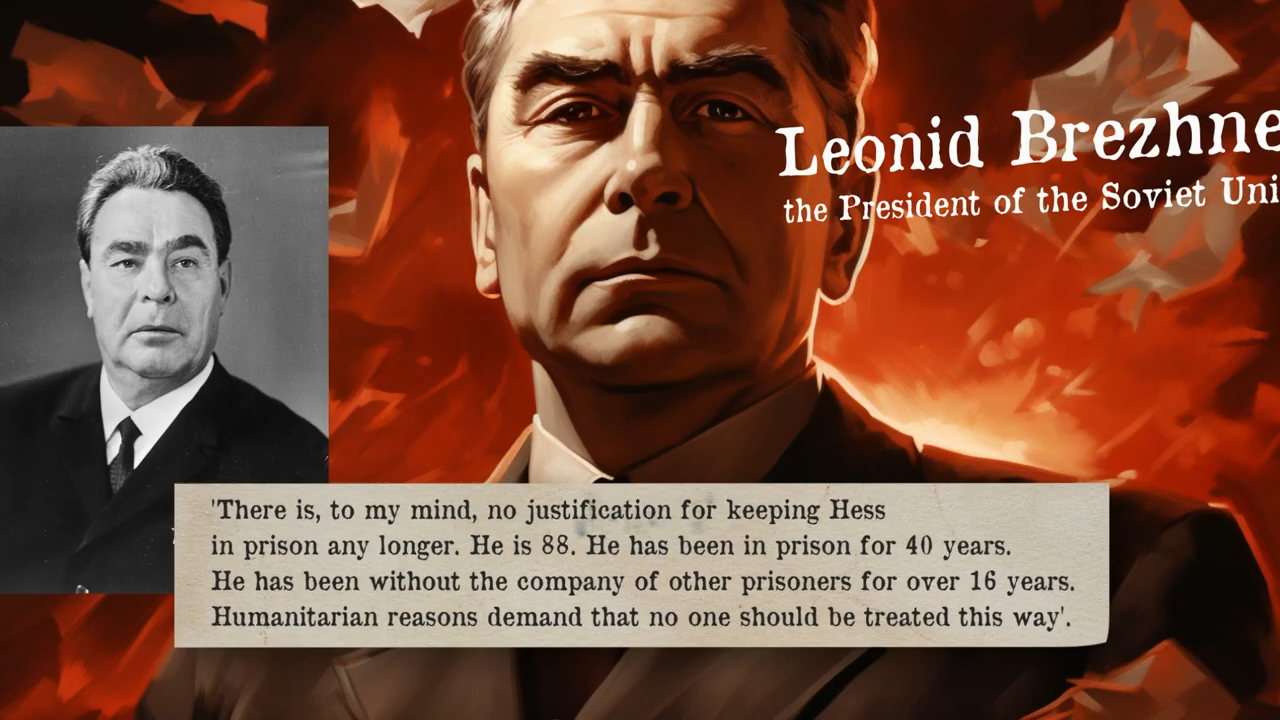 Leonid Brezhne
the President of the Soviet Uni
'There is, to my mind, no justification for keeping Hess
in prison any longer. He is 88. He has been in prison for 40 years.
He has been without the company of other prisoners for over 16 years.
Humanitarian reasons demand that no one should be treated this way'.